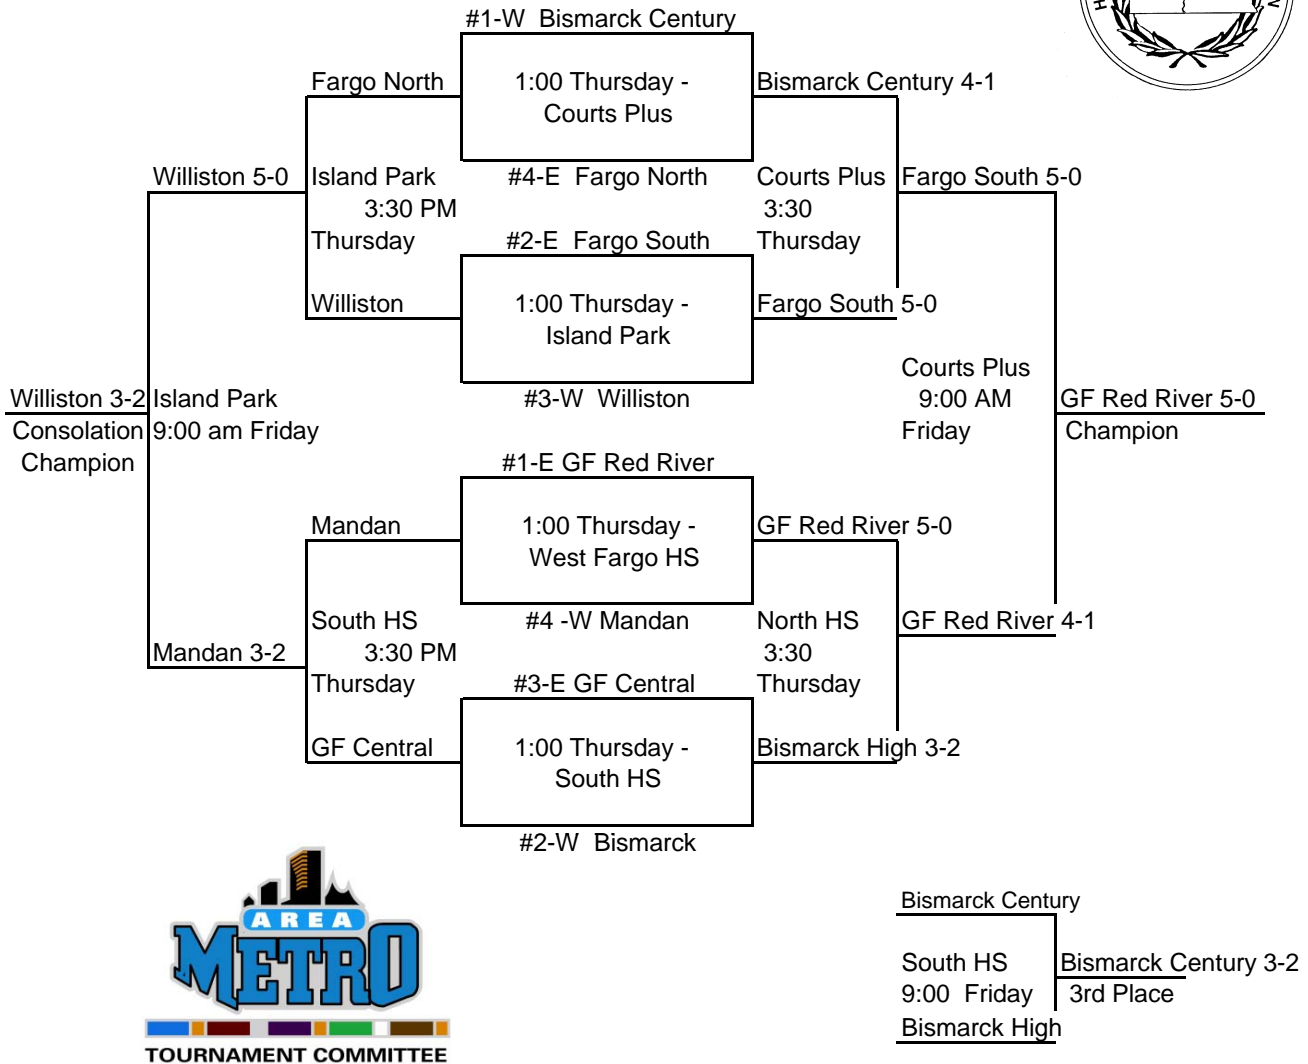 #1-W Bismarck Century
Fargo North
1:00 Thursday -
Courts Plus
Bismarck Century 4-1
Williston 5-0
Island Park
3:30 PM
Thursday
#4-E Fargo North
Courts Plus
3:30
Thursday
Fargo South 5-0
#2-E Fargo South
Williston
1:00 Thursday -
Island Park
Fargo South 5-0
#3-W Williston
Williston 3-2
Consolation
Champion
Island Park
9:00 am Friday
Courts Plus
9:00 AM
Friday
GF Red River 5-0
Champion
#1-E GF Red River
Mandan
1:00 Thursday -
West Fargo HS
GF Red River 5-0
South HS
3:30 PM
Thursday
#4 -W Mandan
North HS
3:30
Thursday
GF Red River 4-1
Mandan 3-2
#3-E GF Central
GF Central
1:00 Thursday -
South HS
Bismarck High 3-2
#2-W Bismarck
AREA
METRO
TOURNAMENT COMMITTEE
Bismarck Century
South HS
9:00 Friday
Bismarck Century 3-2
3rd Place
Bismarck High